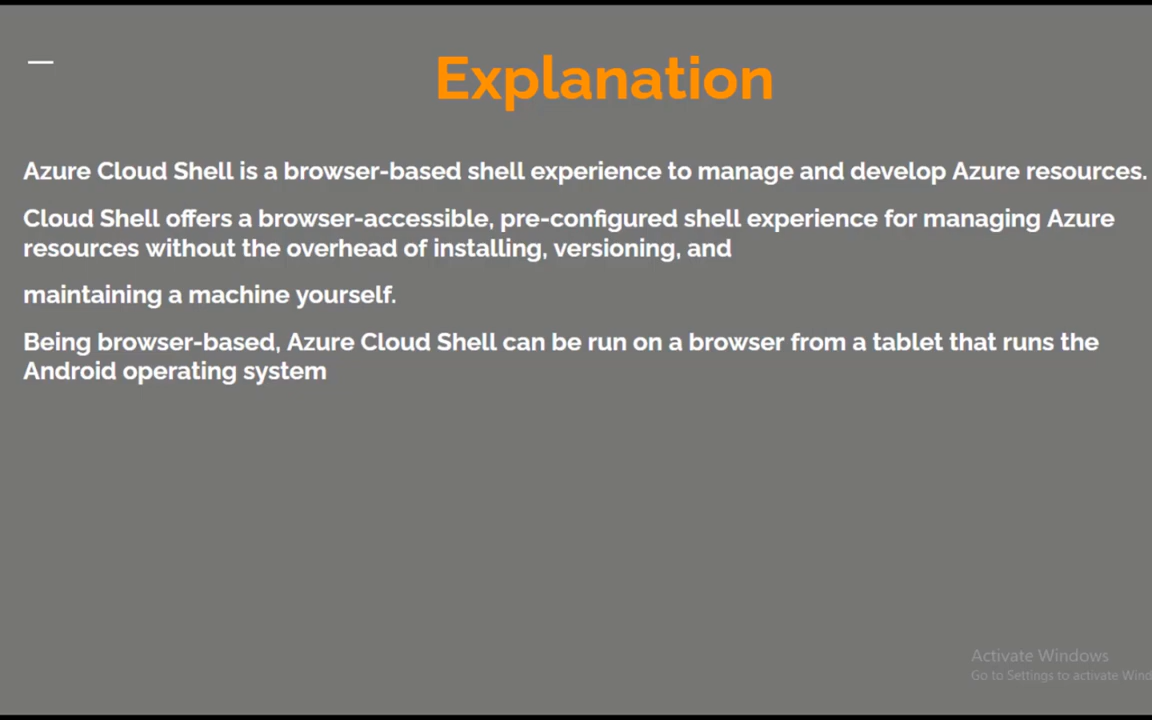 Explanation
Azure Cloud Shell is a browser-based shell experience to manage and develop Azure resources.
Cloud Shell offers a browser-accessible, pre-configured shell experience for managing Azure
resources without the overhead of installing, versioning, and
maintaining a machine yourself.
Being browser-based, Azure Cloud Shell can be run on a browser from a tablet that runs the
Android operating system
Activate Windows
Go to Settings to activate Wind